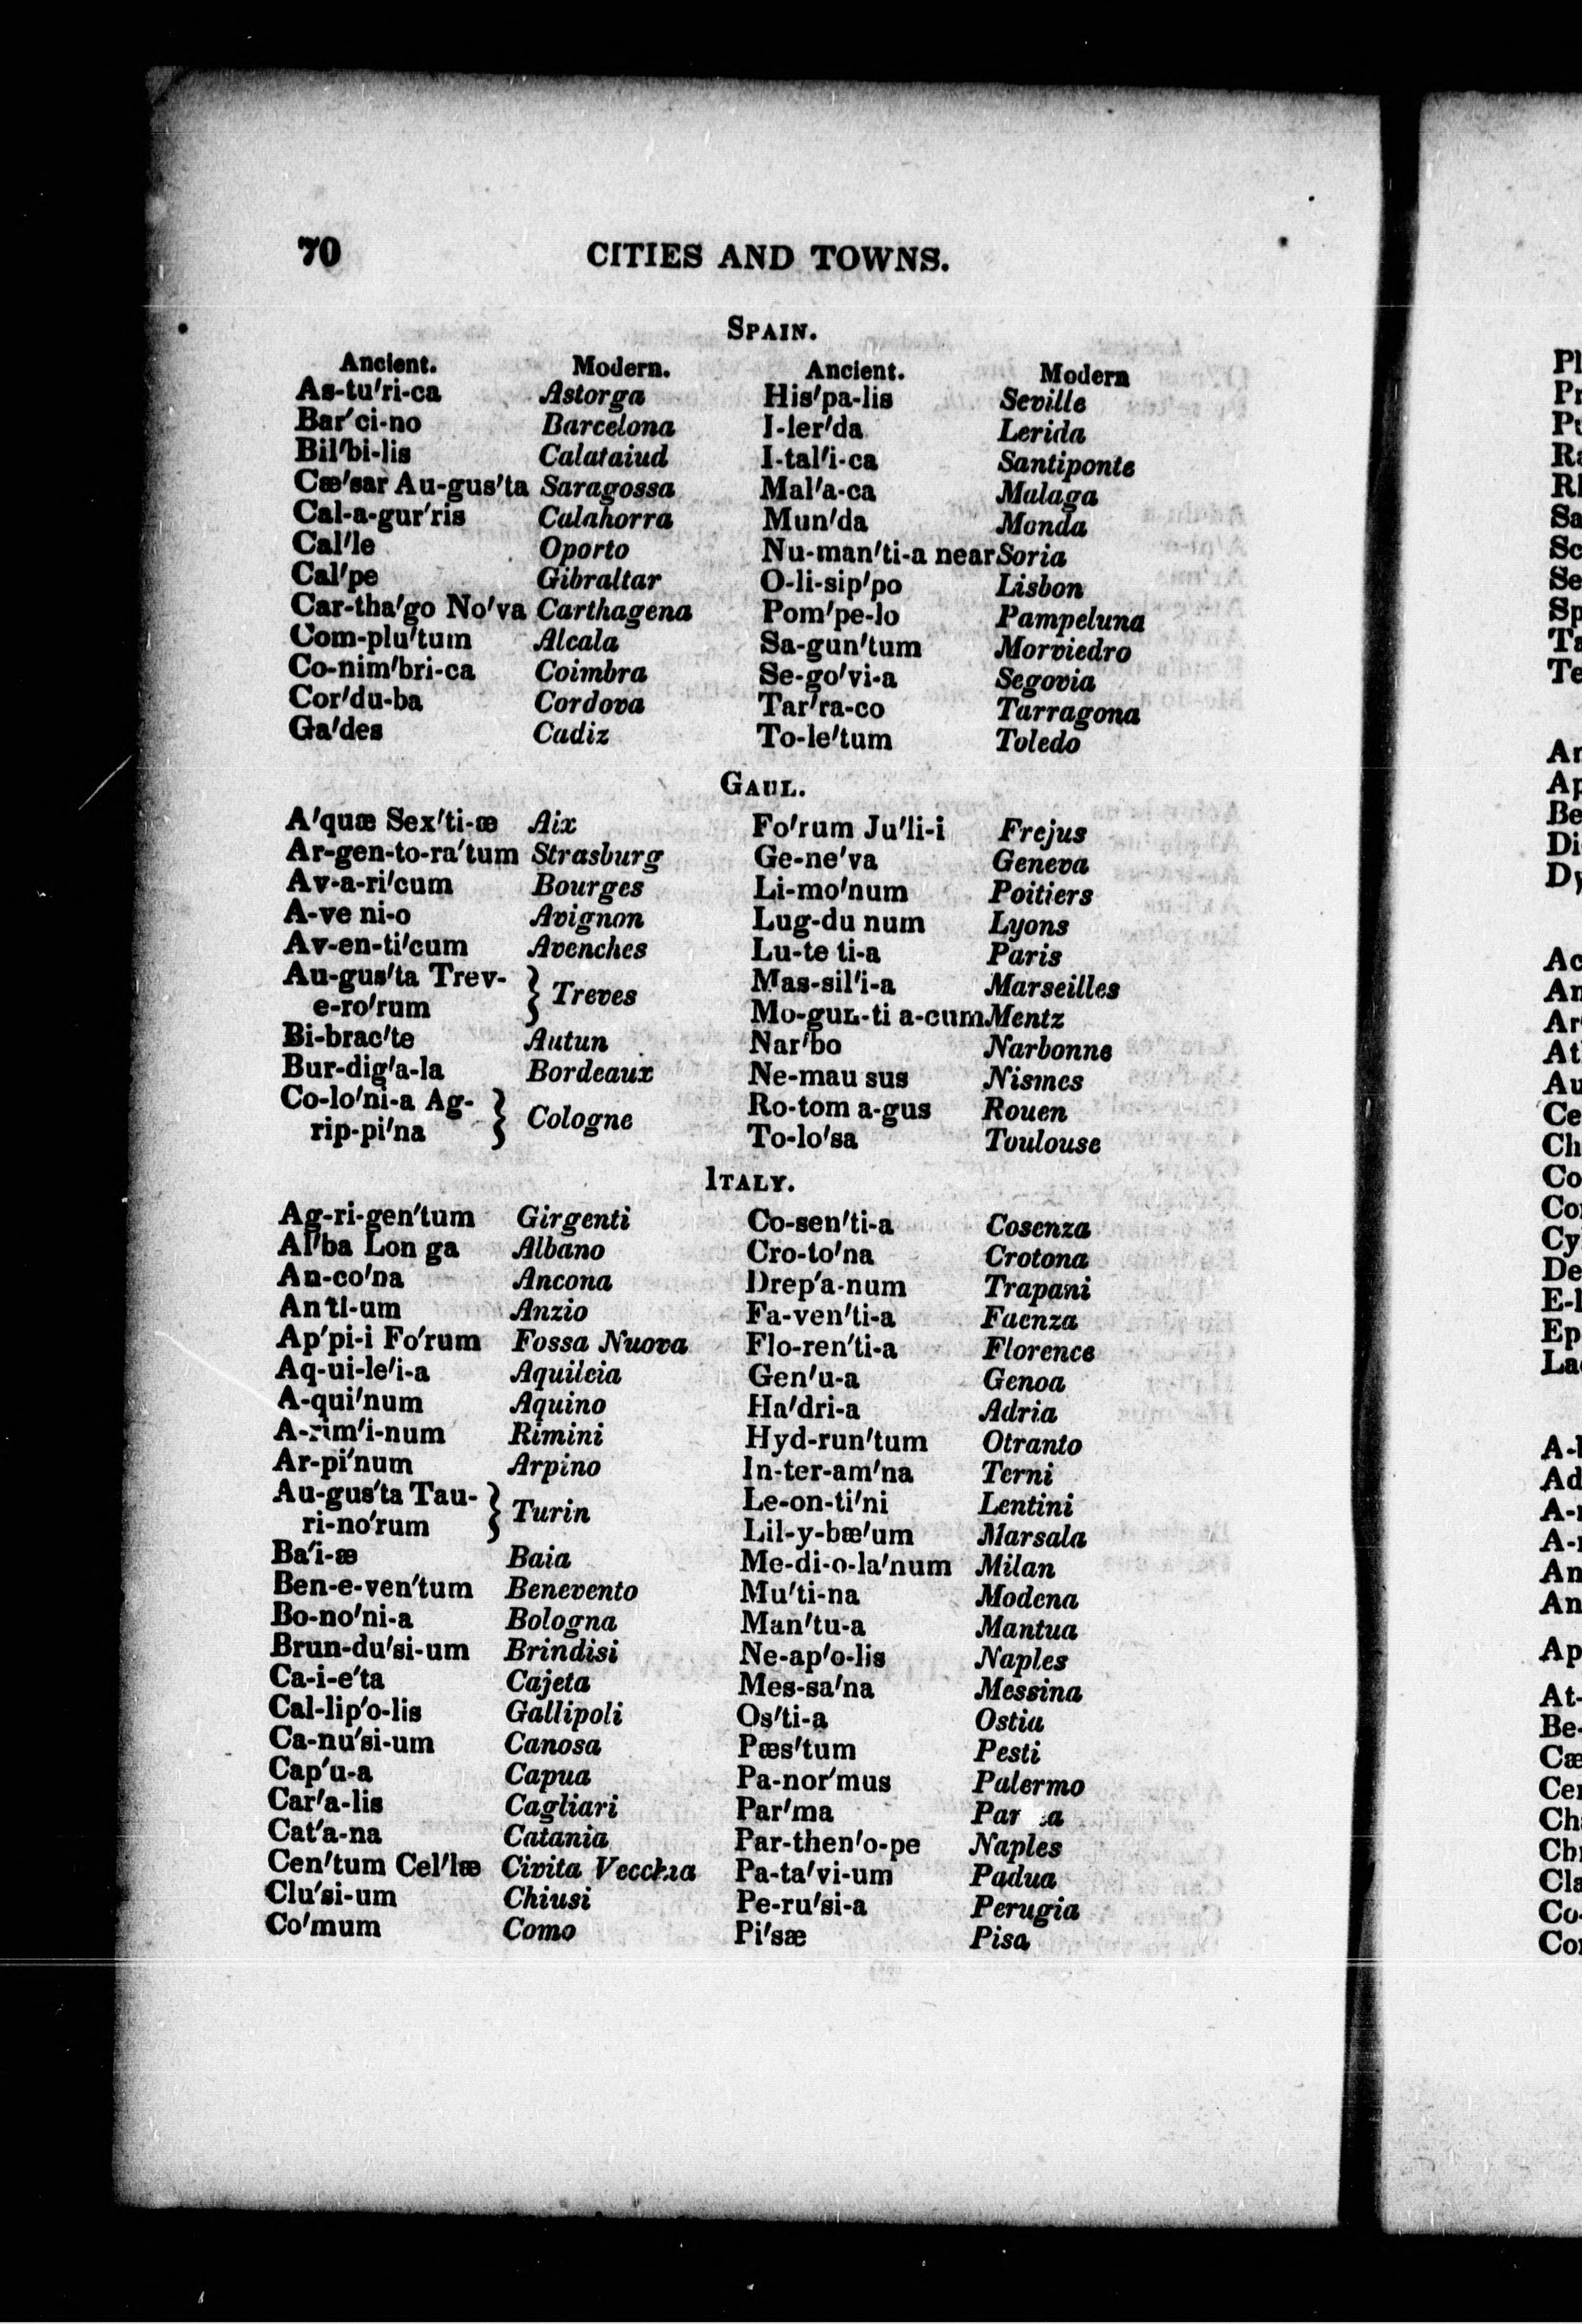 70 CITIES AND TOWNS.
SPAIN.
Ancient. Modern. Ancient. Modern
As-tu'ri-ca Astorga His'pa-lis Seville
Bar'ci-no Barcelona I-ler'da Lerida
Bil'bi-lis Calataiud I-tal'i-ca Santiponte
Cæ'sar Au-gus'ta Saragossa Mal'a-ca Malaga
Cal-a-gur'ris Calahorra Mun'da Monda
Cal'le Oporto Nu-man'ti-a near Soria
Cal'pe Gibraltar O-li-sip'po Lisbon
Car-tha'go No'va Carthagena Pom'pe-lo Pampeluna
Com-plu'tum Alcala Sa-gun'tum Morviedro
Co-nim'bri-ca Coimbra Se-go'vi-a Segovia
Cor'du-ba Cordova Tar'ra-co Tarragona
Ga'des Cadiz To-le'tum Toledo
GAUL.
A'quæ Sex'ti-æ Aix Fo'rum Ju'li-i Frejus
Ar-gen-to-ra'tum Strasburg Ge-ne'va Geneva
Av-a-ri'cum Bourges Li-mo'num Poitiers
A-ve ni-o Avignon Lug-du num Lyons
Av-en-ti'cum Avenches Lu-te ti-a Paris
Au-gus'ta Trev- } Treves Mas-sil'i-a Marseilles
e-ro'rum Mo-gun-ti a-cum Mentz
Bi-brac'te Autun Nar'bo Narbonne
Bur-dig'a-la Bordeaux Ne-mau sus Nismes
Co-lo'ni-a Ag- } Cologne Ro-tom a-gus Rouen
rip-pi'na To-lo'sa Toulouse
ITALY.
Ag-ri-gen'tum Girgenti Co-sen'ti-a Cosenza
Al'ba Lon ga Albano Cro-to'na Crotona
An-co'na Ancona Drep'a-num Trapani
An'ti-um Anzio Fa-ven'ti-a Faenza
Ap'pi-i Fo'rum Fossa Nuova Flo-ren'ti-a Florence
Aq-ui-le'i-a Aquileia Gen'u-a Genoa
A-qui'num Aquino Ha'dri-a Adria
A-rim'i-num Rimini Hyd-run'tum Otranto
Ar-pi'num Arpino In-ter-am'na Terni
Au-gus'ta Tau- } Turin Le-on-ti'ni Lentini
ri-no'rum Lil-y-bæ'um Marsala
Ba'i-æ Baia Me-di-o-la'num Milan
Ben-e-ven'tum Benevento Mu'ti-na Modena
Bo-no'ni-a Bologna Man'tu-a Mantua
Brun-du'si-um Brindisi Ne-ap'o-lis Naples
Ca-i-e'ta Cajeta Mes-sa'na Messina
Cal-lip'o-lis Gallipoli Os'ti-a Ostia
Ca-nu'si-um Canosa Pæs'tum Pesti
Cap'u-a Capua Pa-nor'mus Palermo
Car'a-lis Cagliari Par'ma Par a
Cat'a-na Catania Par-then'o-pe Naples
Cen'tum Cel'læ Civita Vecchia Pa-ta'vi-um Padua
Clu'si-um Chiusi Pe-ru'si-a Perugia
Co'mum Como Pi'sæ Pisa